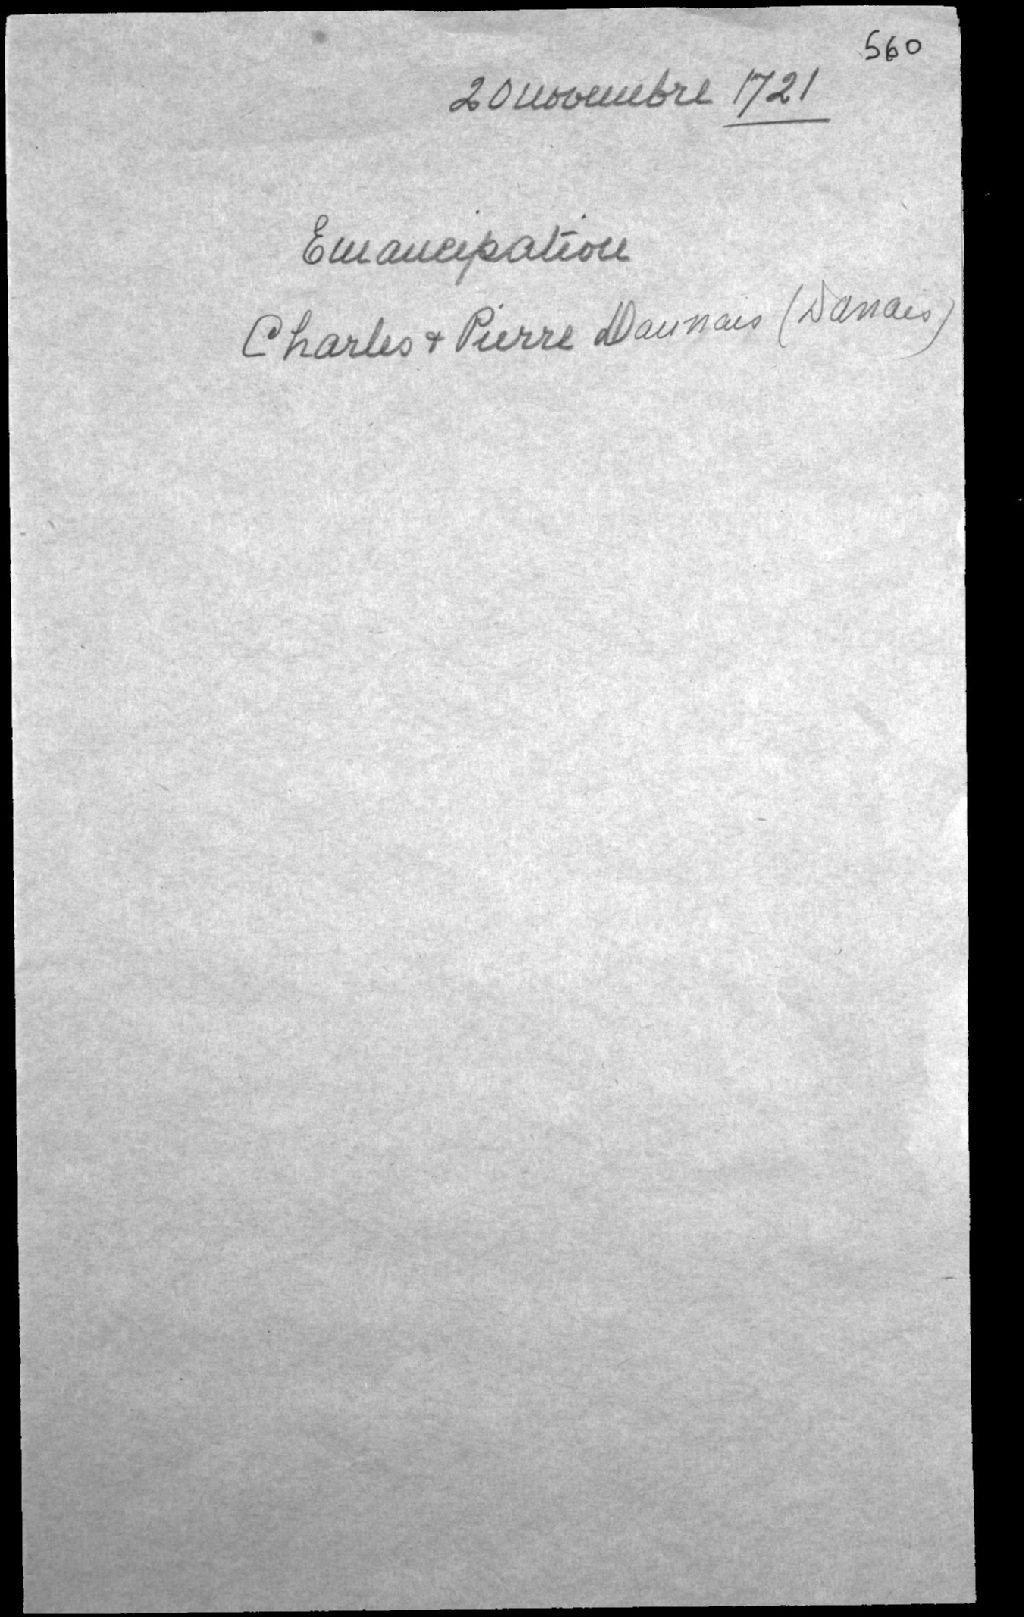 560
20 novembre 1721
Emancipation
Charles + Pierre Daunais (Danais)